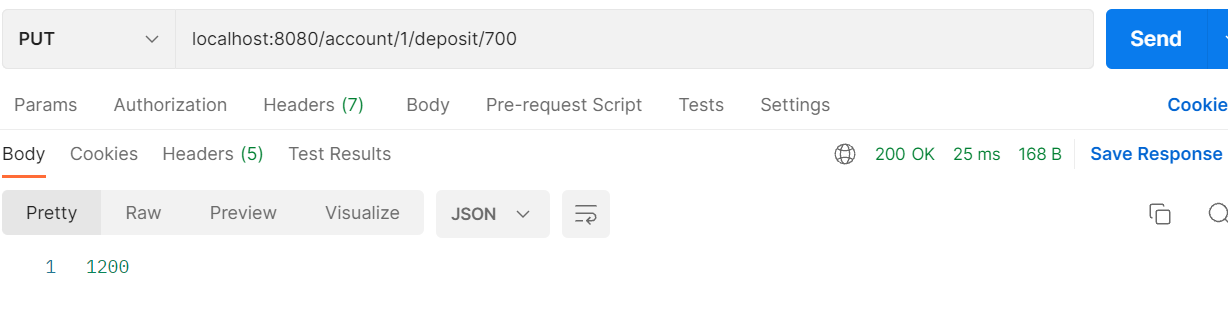 PUT localhost:8080/account/1/deposit/700 Send
Params Authorization Headers (7) Body Pre-request Script Tests Settings Cookie
Body Cookies Headers (5) Test Results 200 OK 25 ms 168 B Save Response
Pretty Raw Preview Visualize JSON
1 1200